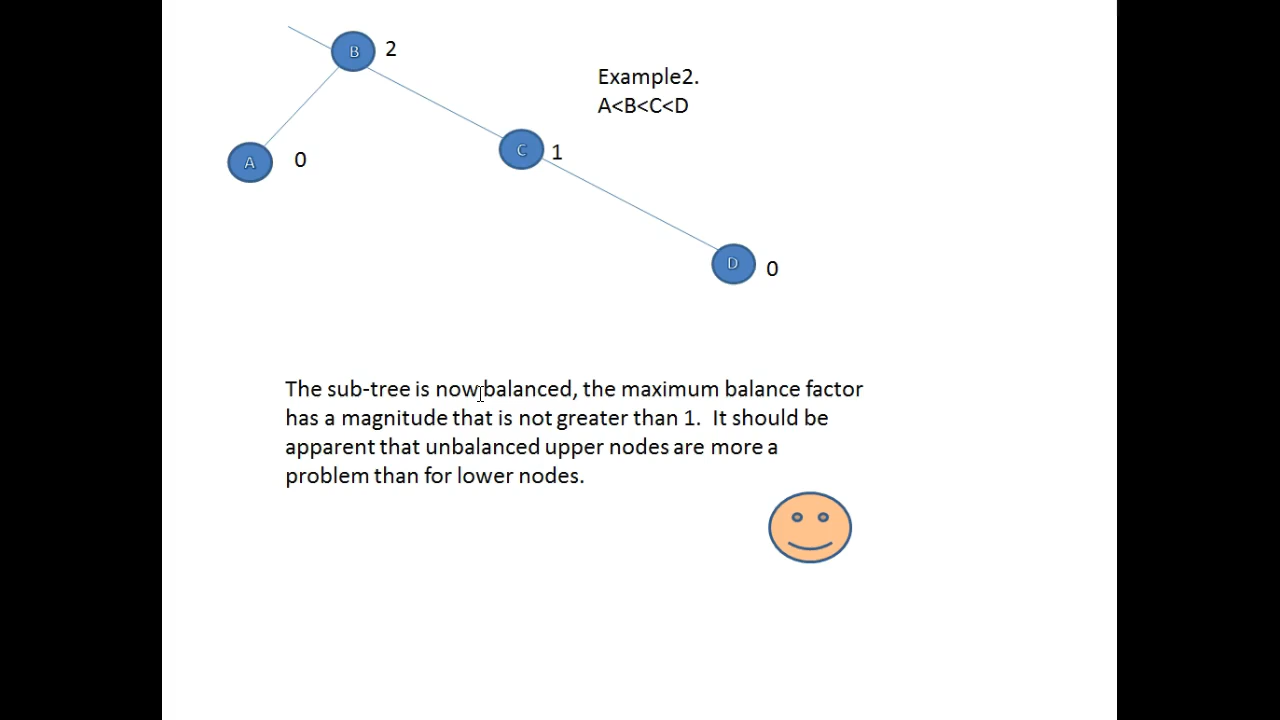 B 2
Example2.
A<B<C<D
C 1
A 0
D 0
The sub-tree is now balanced, the maximum balance factor
has a magnitude that is not greater than 1.  It should be
apparent that unbalanced upper nodes are more a
problem than for lower nodes.